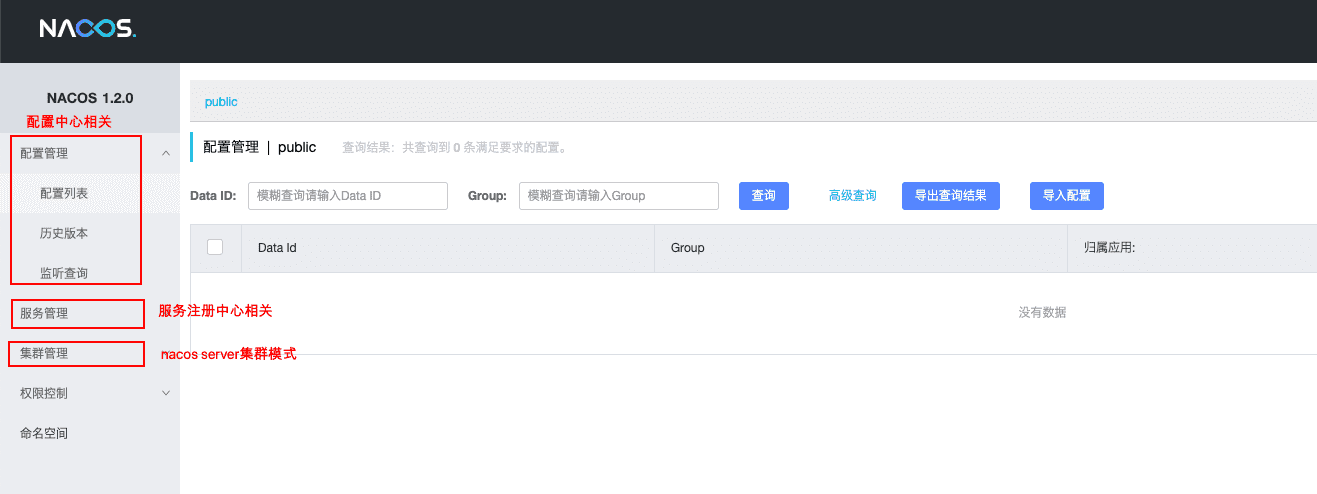 NACOS.
NACOS 1.2.0
配置中心相关
配置管理
配置列表
历史版本
监听查询
服务管理
服务注册中心相关
集群管理
nacos server集群模式
权限控制
命名空间
public
配置管理 | public 查询结果：共查询到 0 条满足要求的配置。
Data ID: 模糊查询请输入Data ID Group: 模糊查询请输入Group 查询 高级查询 导出查询结果 导入配置
Data Id Group 归属应用:
没有数据